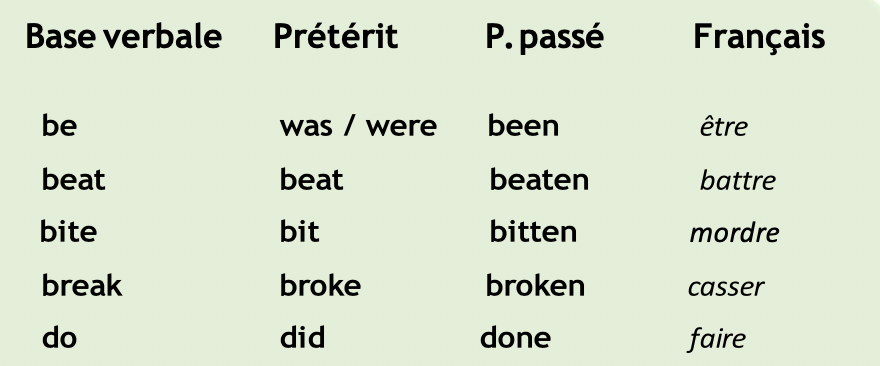 Base verbale Prétérit P. passé Français
be was / were been être
beat beat beaten battre
bite bit bitten mordre
break broke broken casser
do did done faire